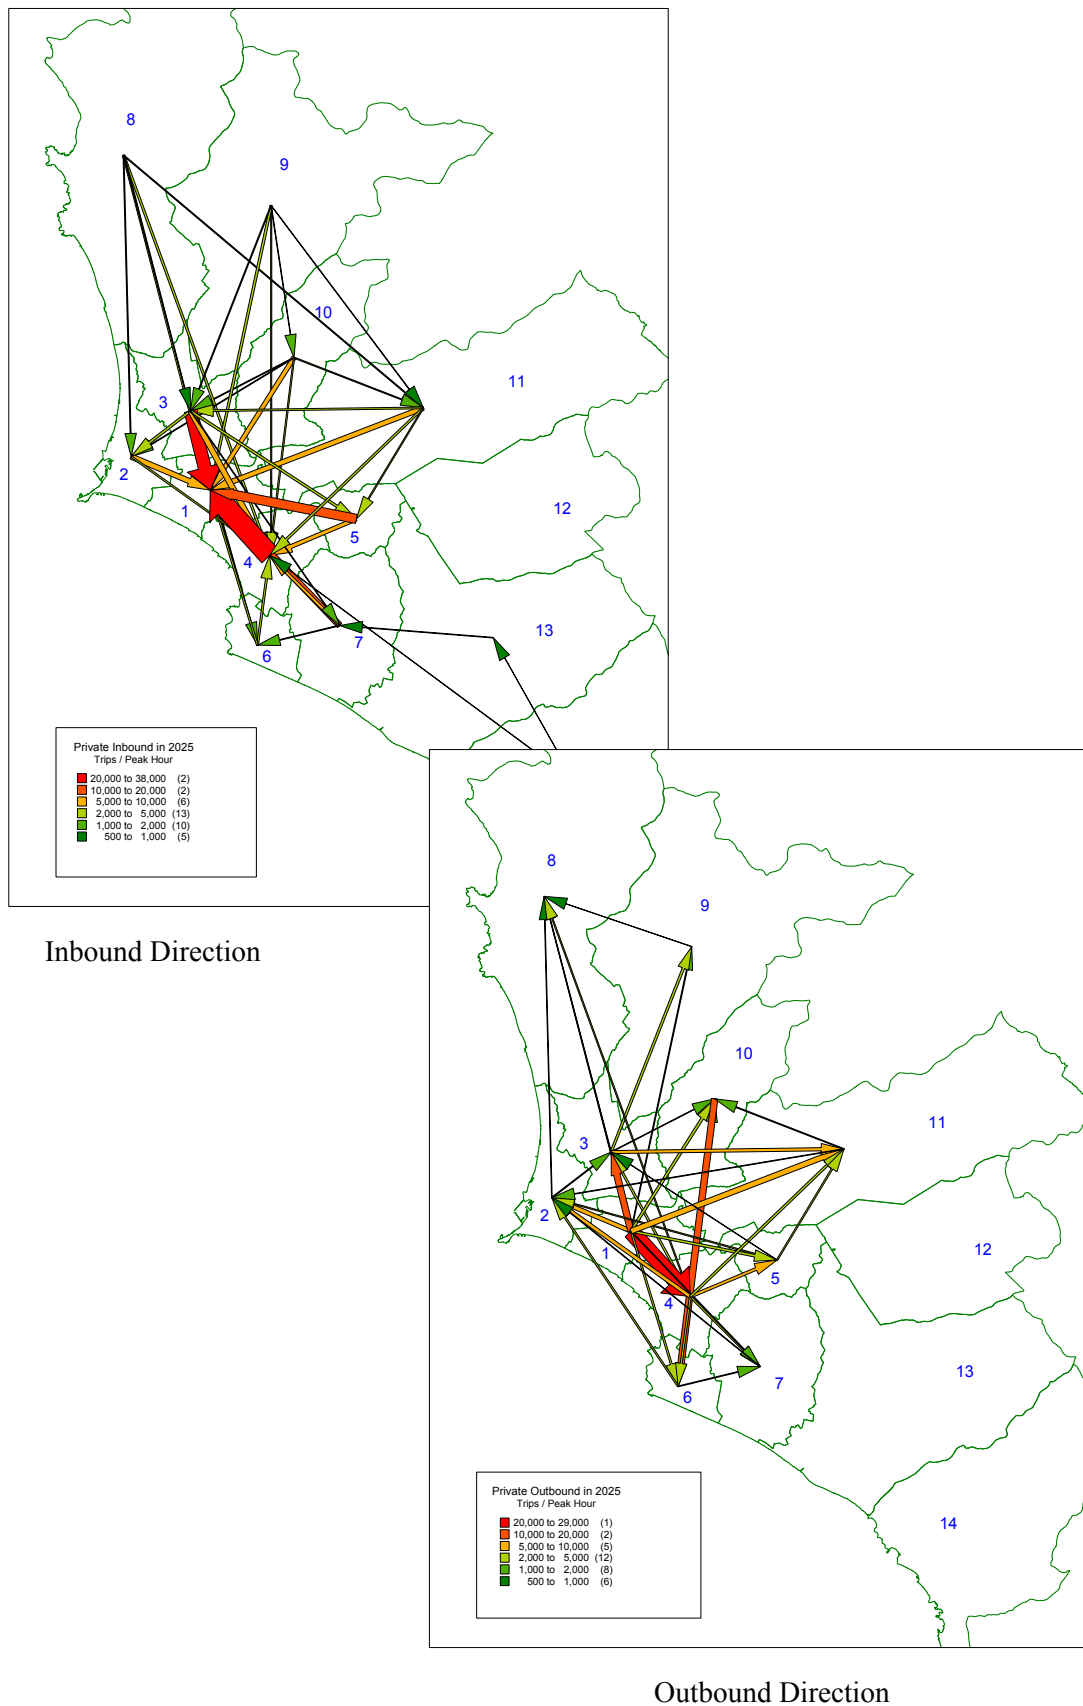 8
9
10
11
3
2
12
1
5
4
13
7
6
Private Inbound in 2025
Trips / Peak Hour
20,000 to 38,000 (2)
10,000 to 20,000 (2)
5,000 to 10,000 (6)
2,000 to 5,000 (13)
1,000 to 2,000 (10)
500 to 1,000 (5)
Inbound Direction
8
9
10
11
3
2
12
1
5
4
13
7
6
Private Outbound in 2025
Trips / Peak Hour
20,000 to 29,000 (1)
10,000 to 20,000 (2)
5,000 to 10,000 (5)
2,000 to 5,000 (12)
1,000 to 2,000 (8)
500 to 1,000 (6)
14
Outbound Direction